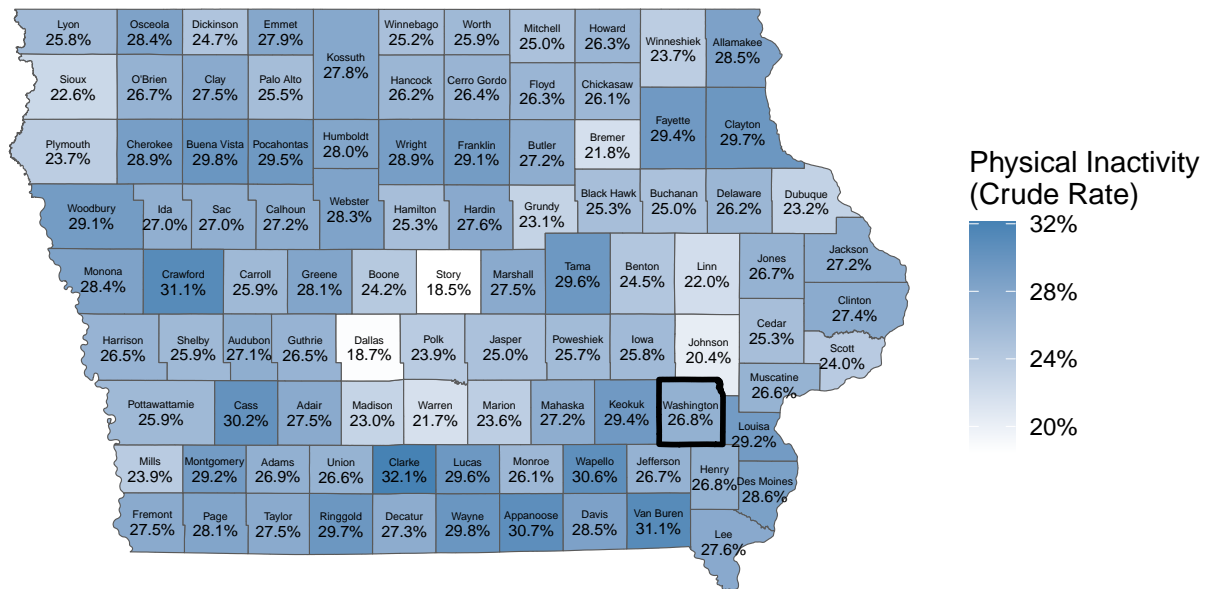 Lyon
25.8%
Osceola
28.4%
Dickinson
24.7%
Emmet
27.9%
Kossuth
27.8%
Winnebago
25.2%
Worth
25.9%
Mitchell
25.0%
Howard
26.3%
Winneshiek
23.7%
Allamakee
28.5%
Sioux
22.6%
O'Brien
26.7%
Clay
27.5%
Palo Alto
25.5%
Hancock
26.2%
Cerro Gordo
26.4%
Floyd
26.3%
Chickasaw
26.1%
Fayette
29.4%
Clayton
29.7%
Plymouth
23.7%
Cherokee
28.9%
Buena Vista
29.8%
Pocahontas
29.5%
Humboldt
28.0%
Wright
28.9%
Franklin
29.1%
Butler
27.2%
Bremer
21.8%
Woodbury
29.1%
Ida
27.0%
Sac
27.0%
Calhoun
27.2%
Webster
28.3%
Hamilton
25.3%
Hardin
27.6%
Grundy
23.1%
Black Hawk
25.3%
Buchanan
25.0%
Delaware
26.2%
Dubuque
23.2%
Monona
28.4%
Crawford
31.1%
Carroll
25.9%
Greene
28.1%
Boone
24.2%
Story
18.5%
Marshall
27.5%
Tama
29.6%
Benton
24.5%
Linn
22.0%
Jones
26.7%
Jackson
27.2%
Clinton
27.4%
Harrison
26.5%
Shelby
25.9%
Audubon
27.1%
Guthrie
26.5%
Dallas
18.7%
Polk
23.9%
Jasper
25.0%
Poweshiek
25.7%
Iowa
25.8%
Johnson
20.4%
Cedar
25.3%
Scott
24.0%
Muscatine
26.6%
Pottawattamie
25.9%
Cass
30.2%
Adair
27.5%
Madison
23.0%
Warren
21.7%
Marion
23.6%
Mahaska
27.2%
Keokuk
29.4%
Washington
26.8%
Louisa
29.2%
Mills
23.9%
Montgomery
29.2%
Adams
26.9%
Union
26.6%
Clarke
32.1%
Lucas
29.6%
Monroe
26.1%
Wapello
30.6%
Jefferson
26.7%
Henry
26.8%
Des Moines
28.6%
Fremont
27.5%
Page
28.1%
Taylor
27.5%
Ringgold
29.7%
Decatur
27.3%
Wayne
29.8%
Appanoose
30.7%
Davis
28.5%
Van Buren
31.1%
Lee
27.6%
Physical Inactivity
(Crude Rate)
32%
28%
24%
20%